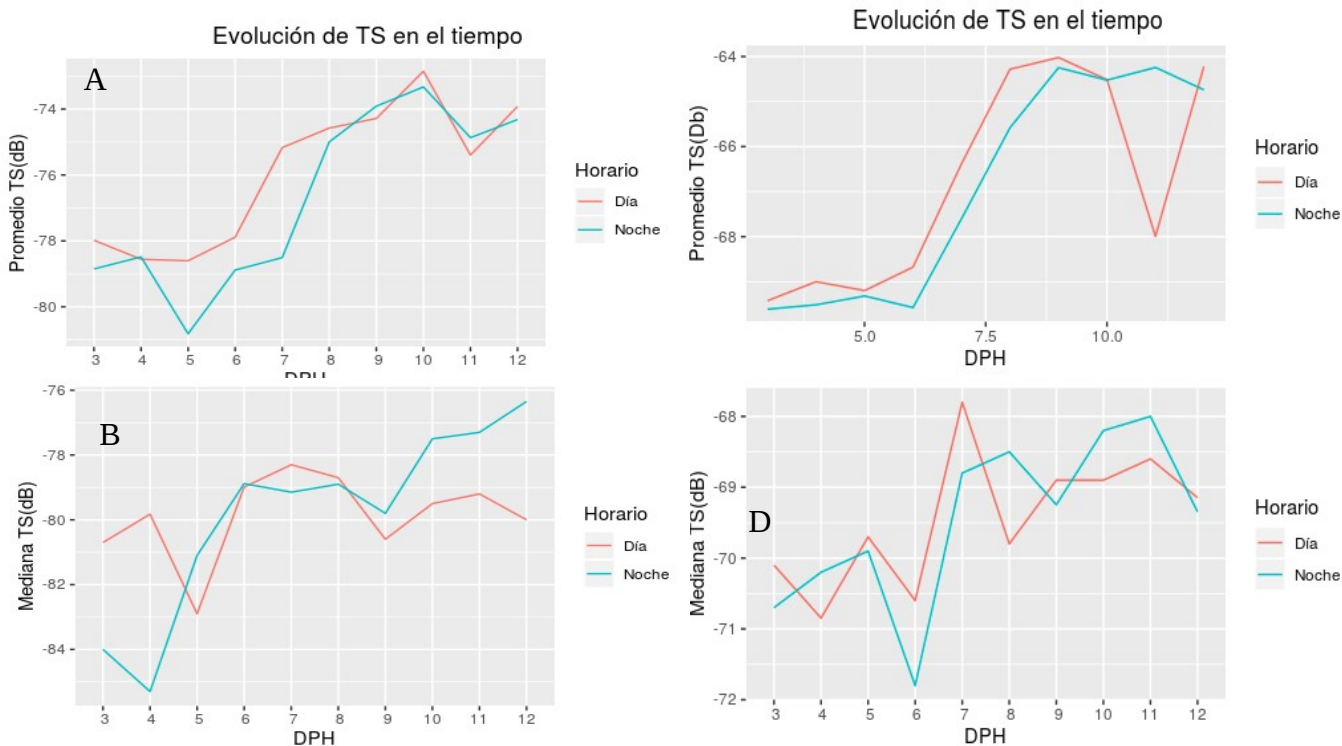 Evolución de TS en el tiempo
A
Promedio TS(dB)
-74
-76
-78
-80
3 4 5 6 7 8 9 10 11 12
DPH
Horario
Día
Noche
Evolución de TS en el tiempo
Promedio TS(Db)
-64
-66
-68
5.0 7.5 10.0
DPH
Horario
Día
Noche
B
Mediana TS(dB)
-76
-78
-80
-82
-84
3 4 5 6 7 8 9 10 11 12
DPH
Horario
Día
Noche
D
Mediana TS(dB)
-68
-69
-70
-71
-72
3 4 5 6 7 8 9 10 11 12
DPH
Horario
Día
Noche